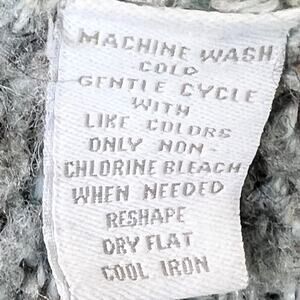 MACHINE WASH
COLD
GENTLE CYCLE
WITH
LIKE COLORS
ONLY NON-
CHLORINE BLEACH
WHEN NEEDED
RESHAPE
DRY FLAT
COOL IRON